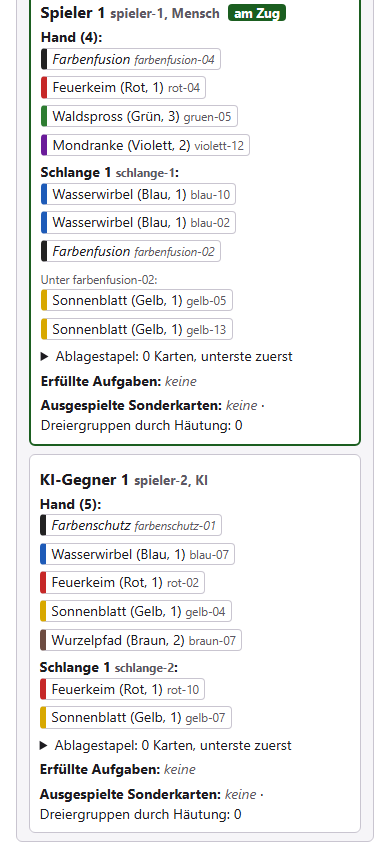 Spieler 1 spieler-1, Mensch am Zug
Hand (4):
Farbenfusion farbenfusion-04
Feuerkeim (Rot, 1) rot-04
Waldspross (Grün, 3) gruen-05
Mondranke (Violett, 2) violett-12
Schlange 1 schlange-1:
Wasserwirbel (Blau, 1) blau-10
Wasserwirbel (Blau, 1) blau-02
Farbenfusion farbenfusion-02
Unter farbenfusion-02:
Sonnenblatt (Gelb, 1) gelb-05
Sonnenblatt (Gelb, 1) gelb-13
▶ Ablagestapel: 0 Karten, unterste zuerst
Erfüllte Aufgaben: keine
Ausgespielte Sonderkarten: keine ·
Dreiergruppen durch Häutung: 0
KI-Gegner 1 spieler-2, KI
Hand (5):
Farbenschutz farbenschutz-01
Wasserwirbel (Blau, 1) blau-07
Feuerkeim (Rot, 1) rot-02
Sonnenblatt (Gelb, 1) gelb-04
Wurzelpfad (Braun, 2) braun-07
Schlange 1 schlange-2:
Feuerkeim (Rot, 1) rot-10
Sonnenblatt (Gelb, 1) gelb-07
▶ Ablagestapel: 0 Karten, unterste zuerst
Erfüllte Aufgaben: keine
Ausgespielte Sonderkarten: keine ·
Dreiergruppen durch Häutung: 0